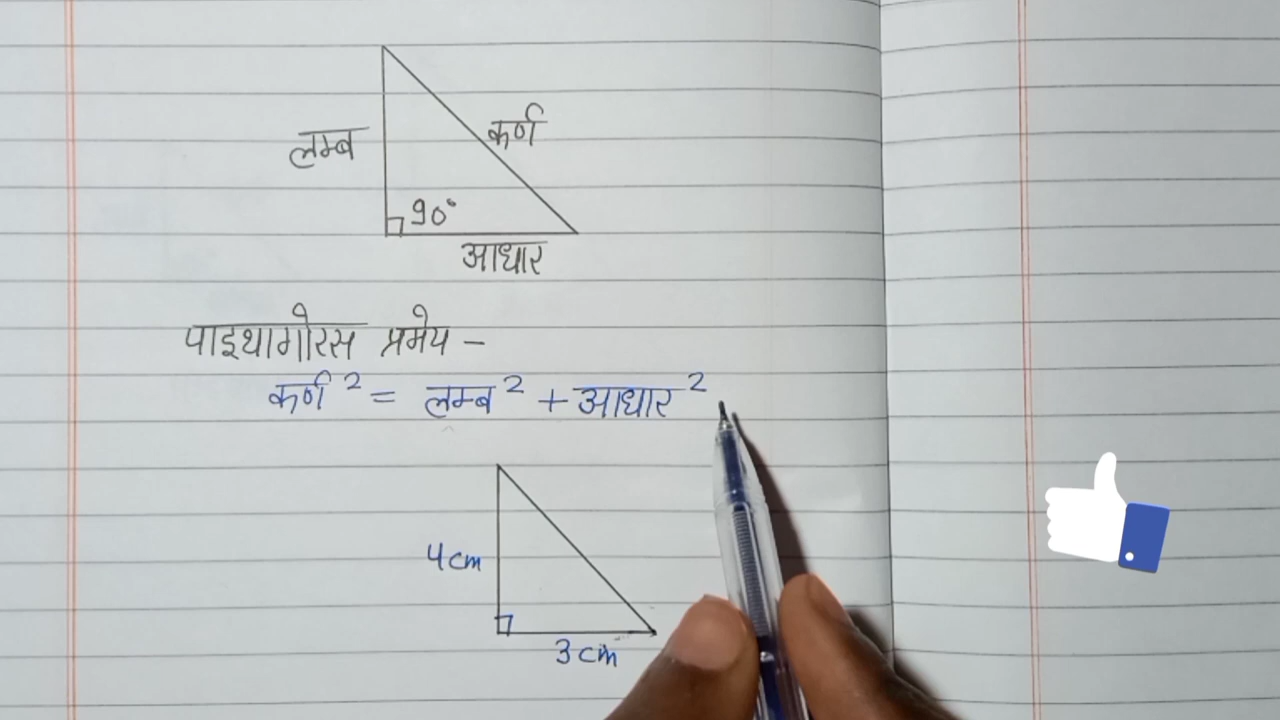 लम्ब
कर्ण
90°
आधार
पाइथागोरस प्रमेय -
कर्ण² = लम्ब² + आधार²
4cm
3cm